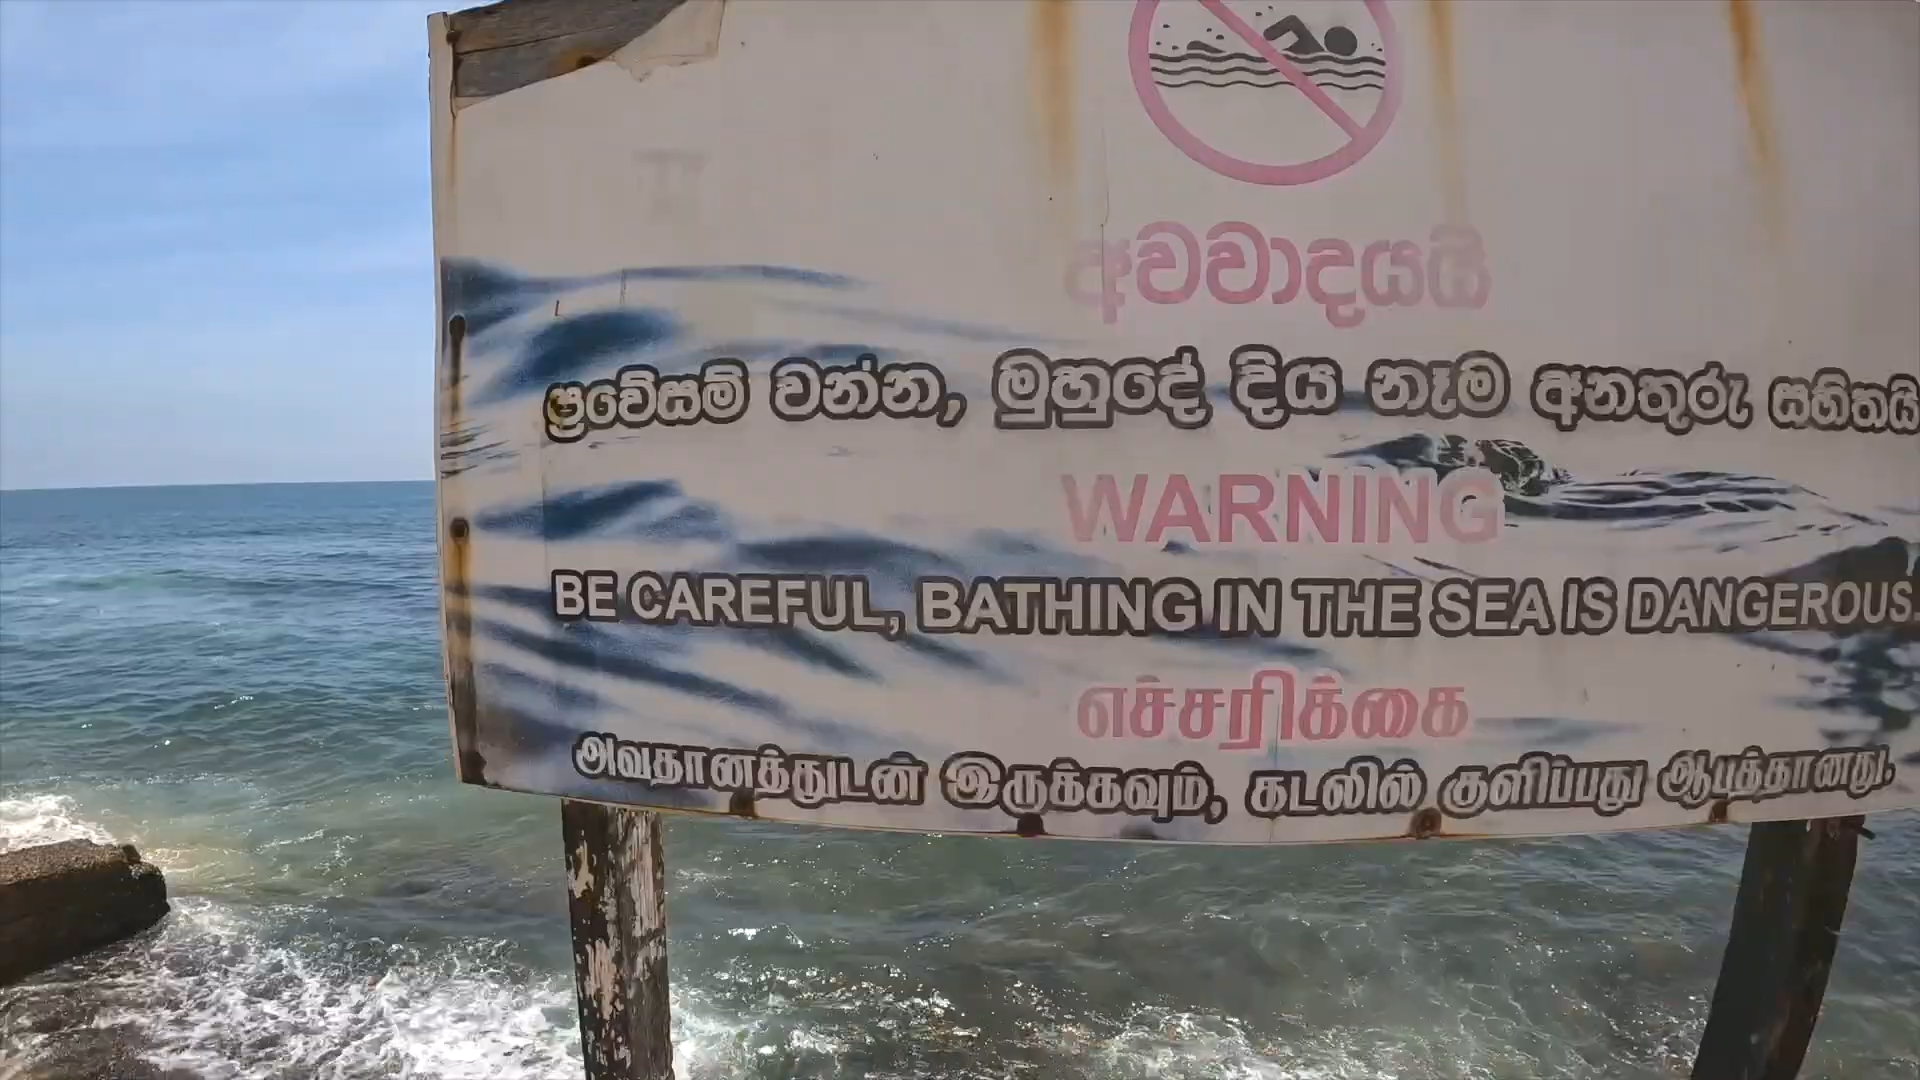 අවවාදයයි
ප්‍රවේසම් වන්න, මුහුදේ දිය නෑම අනතුරු සහිතයි
WARNING
BE CAREFUL, BATHING IN THE SEA IS DANGEROUS.
எச்சரிக்கை
அவதானத்துடன் இருக்கவும், கடலில் குளிப்பது ஆபத்தானது.